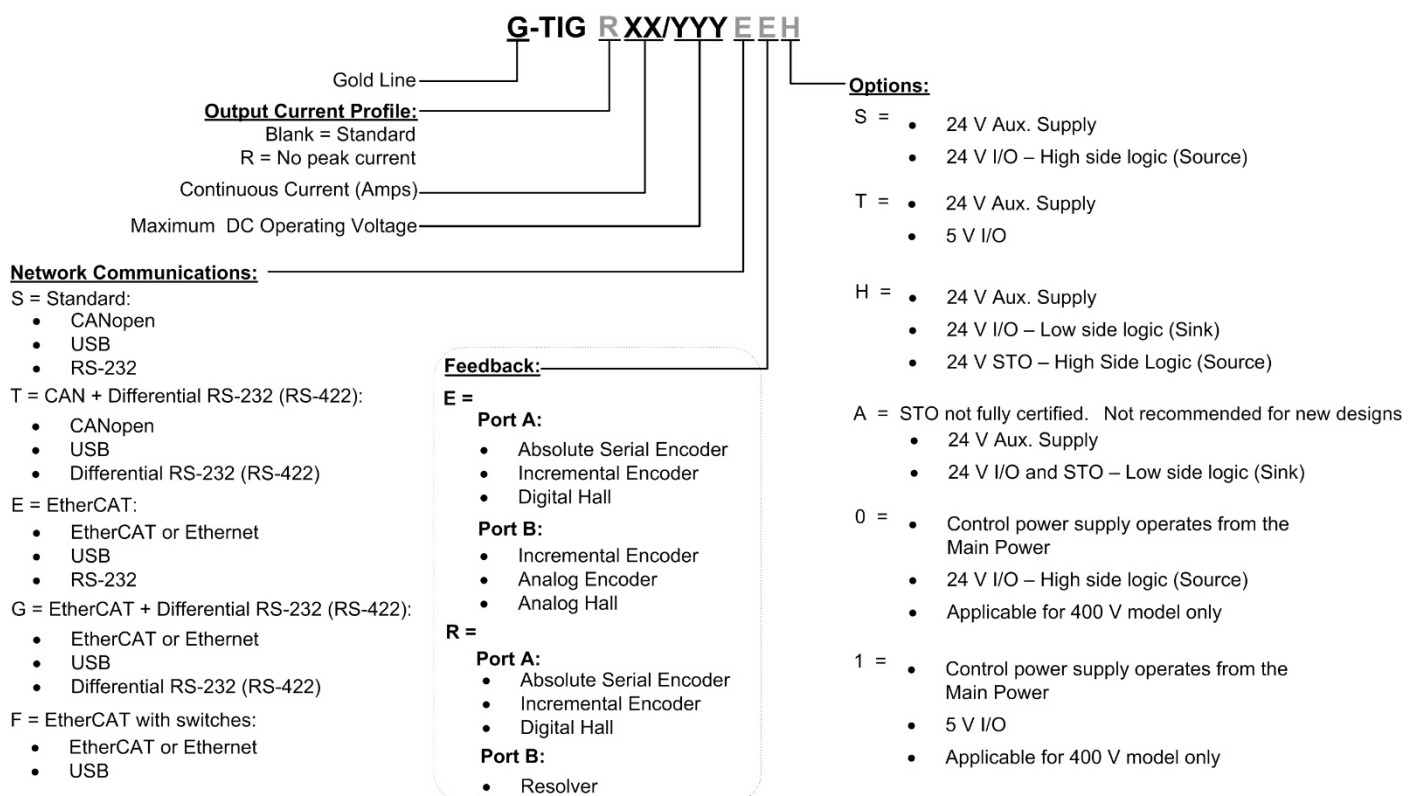 G-TIG R XX/YYY E E H
Gold Line
Output Current Profile:
Blank = Standard
R = No peak current
Continuous Current (Amps)
Maximum DC Operating Voltage
Network Communications:
S = Standard:
• CANopen
• USB
• RS-232
T = CAN + Differential RS-232 (RS-422):
• CANopen
• USB
• Differential RS-232 (RS-422)
E = EtherCAT:
• EtherCAT or Ethernet
• USB
• RS-232
G = EtherCAT + Differential RS-232 (RS-422):
• EtherCAT or Ethernet
• USB
• Differential RS-232 (RS-422)
F = EtherCAT with switches:
• EtherCAT or Ethernet
• USB
Feedback:
E =
Port A:
• Absolute Serial Encoder
• Incremental Encoder
• Digital Hall
Port B:
• Incremental Encoder
• Analog Encoder
• Analog Hall
R =
Port A:
• Absolute Serial Encoder
• Incremental Encoder
• Digital Hall
Port B:
• Resolver
Options:
S = • 24 V Aux. Supply
• 24 V I/O – High side logic (Source)
T = • 24 V Aux. Supply
• 5 V I/O
H = • 24 V Aux. Supply
• 24 V I/O – Low side logic (Sink)
• 24 V STO – High Side Logic (Source)
A = STO not fully certified. Not recommended for new designs
• 24 V Aux. Supply
• 24 V I/O and STO – Low side logic (Sink)
0 = • Control power supply operates from the
Main Power
• 24 V I/O – High side logic (Source)
• Applicable for 400 V model only
1 = • Control power supply operates from the
Main Power
• 5 V I/O
• Applicable for 400 V model only